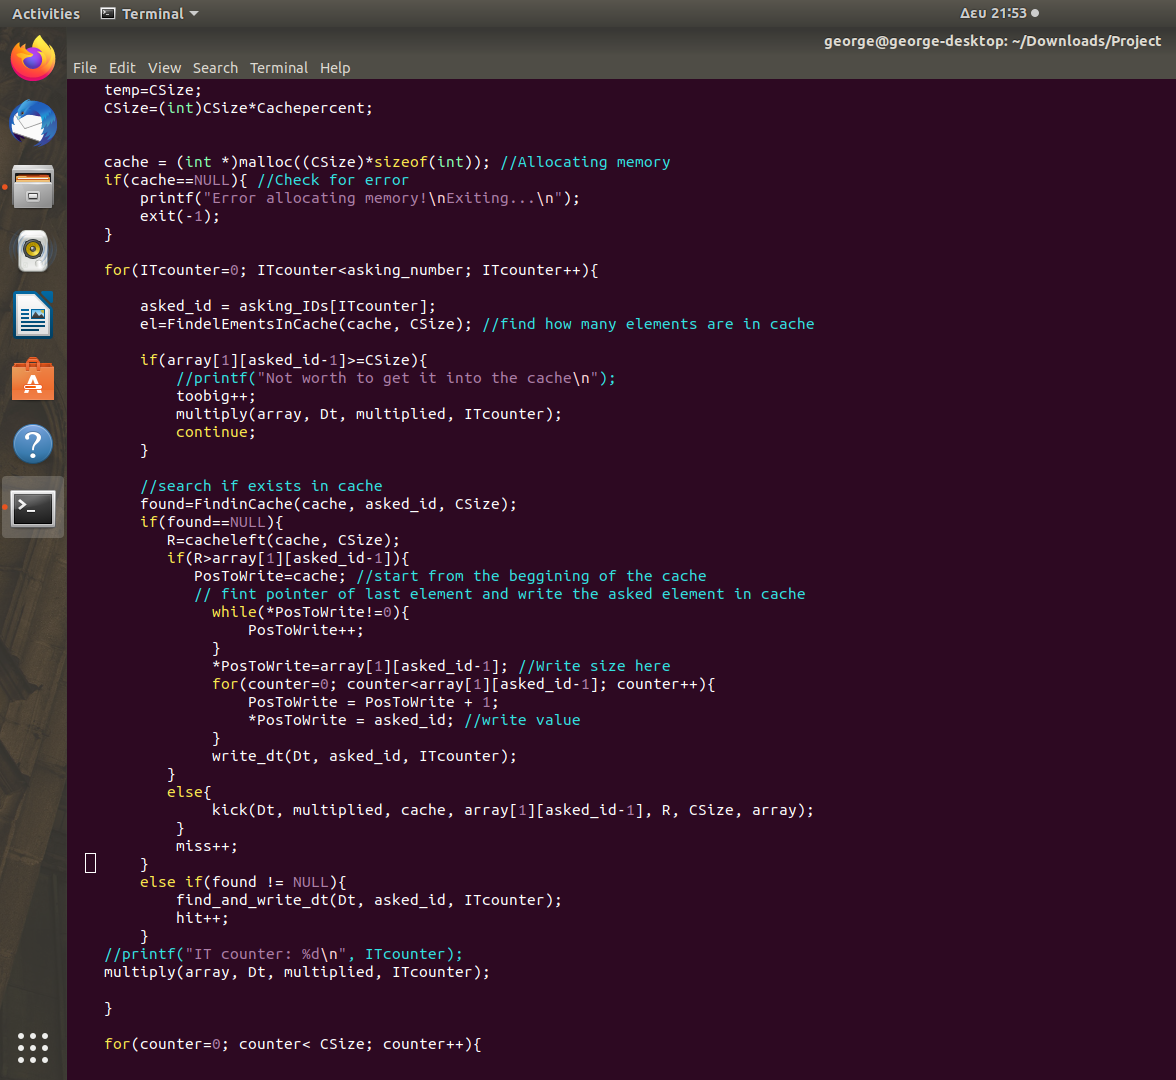 Activities Terminal Δευ 21:53
george@george-desktop: ~/Downloads/Project
File Edit View Search Terminal Help
temp=CSize;
CSize=(int)CSize*Cachepercent;
cache = (int *)malloc((CSize)*sizeof(int)); //Allocating memory
if(cache==NULL){ //Check for error
printf("Error allocating memory!\nExiting...\n");
exit(-1);
}
for(ITcounter=0; ITcounter<asking_number; ITcounter++){
asked_id = asking_IDs[ITcounter];
el=FindelEmentsInCache(cache, CSize); //find how many elements are in cache
if(array[1][asked_id-1]>=CSize){
//printf("Not worth to get it into the cache\n");
toobig++;
multiply(array, Dt, multiplied, ITcounter);
continue;
}
//search if exists in cache
found=FindinCache(cache, asked_id, CSize);
if(found==NULL){
R=cacheleft(cache, CSize);
if(R>array[1][asked_id-1]){
PosToWrite=cache; //start from the beggining of the cache
// fint pointer of last element and write the asked element in cache
while(*PosToWrite!=0){
PosToWrite++;
}
*PosToWrite=array[1][asked_id-1]; //Write size here
for(counter=0; counter<array[1][asked_id-1]; counter++){
PosToWrite = PosToWrite + 1;
*PosToWrite = asked_id; //write value
}
write_dt(Dt, asked_id, ITcounter);
}
else{
kick(Dt, multiplied, cache, array[1][asked_id-1], R, CSize, array);
}
miss++;
}
else if(found != NULL){
find_and_write_dt(Dt, asked_id, ITcounter);
hit++;
}
//printf("IT counter: %d\n", ITcounter);
multiply(array, Dt, multiplied, ITcounter);
}
for(counter=0; counter< CSize; counter++){